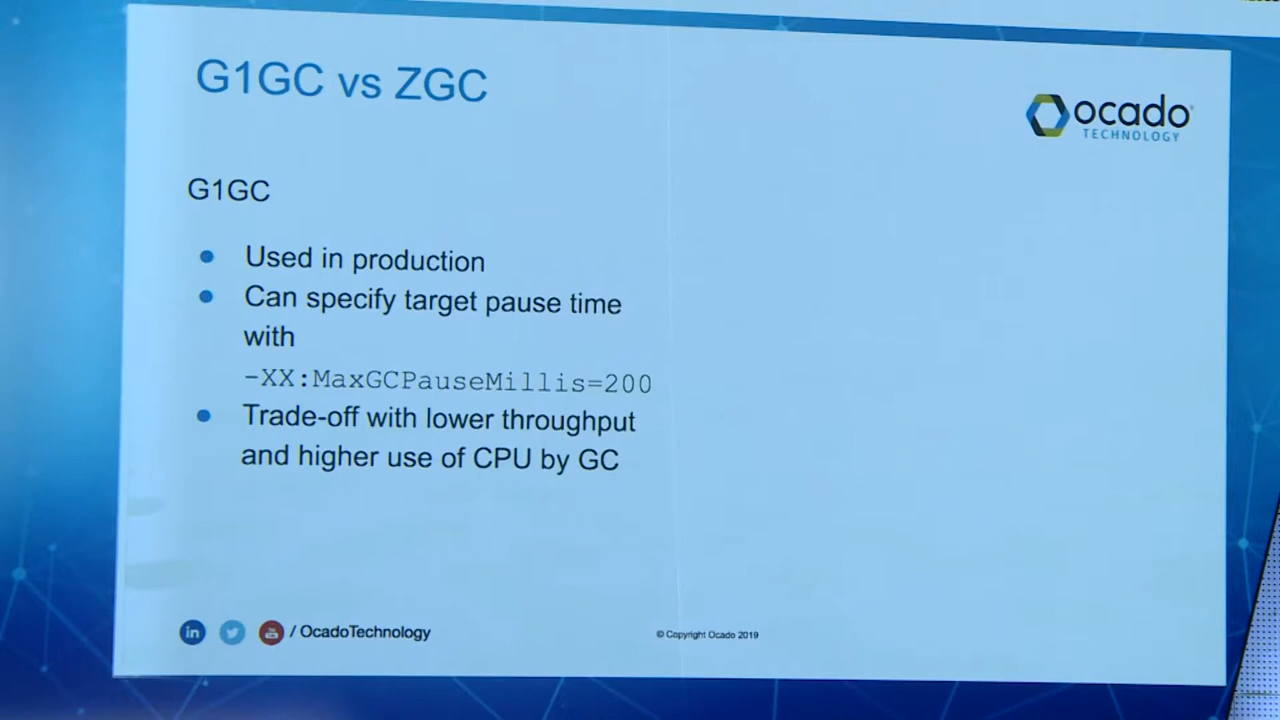 G1GC vs ZGC
ocado
TECHNOLOGY
G1GC
Used in production
Can specify target pause time
with
-XX:MaxGCPauseMillis=200
Trade-off with lower throughput
and higher use of CPU by GC
in
/ OcadoTechnology
© Copyright Ocado 2019